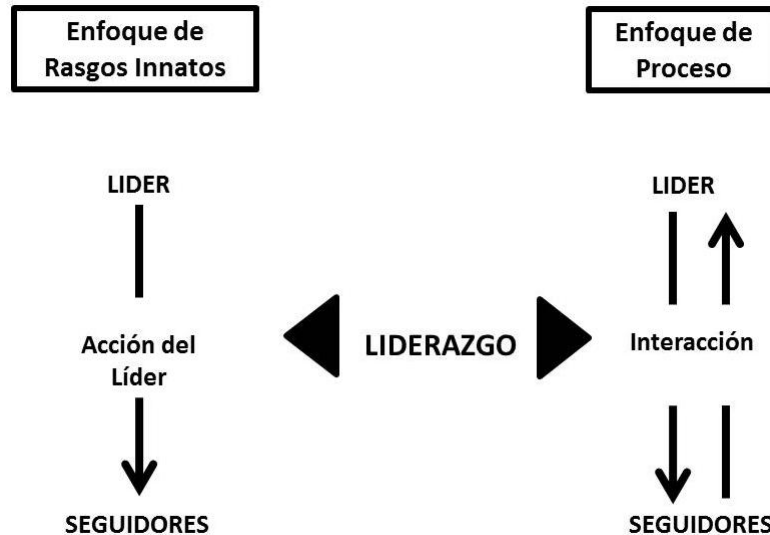 Enfoque de
Rasgos Innatos
Enfoque de
Proceso
LIDER
LIDER
Acción del
Líder
LIDERAZGO
Interacción
SEGUIDORES
SEGUIDORES